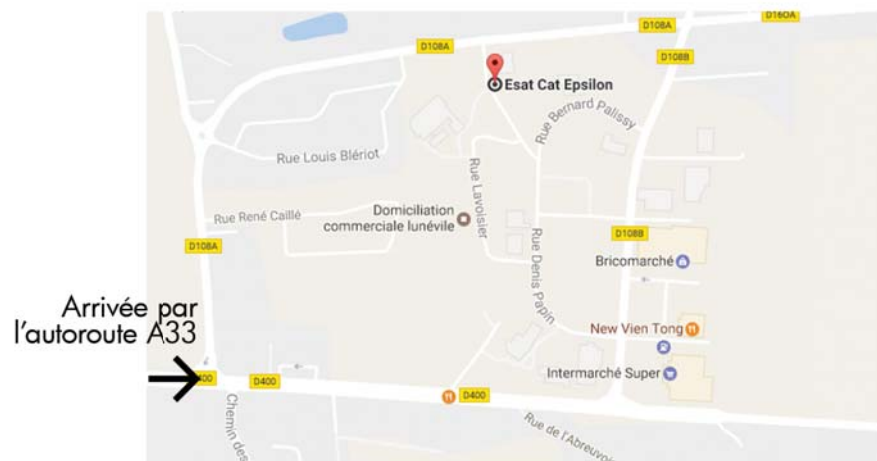 D108A
D160A
D108A
D108B
Esat Cat Epsilon
Rue Bernard Palissy
Rue Louis Blériot
Rue Lavoisier
Rue René Caillé
Domiciliation
commerciale lunévile
D108A
D108B
Rue Denis Papin
Bricomarché
Arrivée par
l'autoroute A33
New Vien Tong
Intermarché Super
D400
D400
Chemin des
Rue de l'Abreuvoi